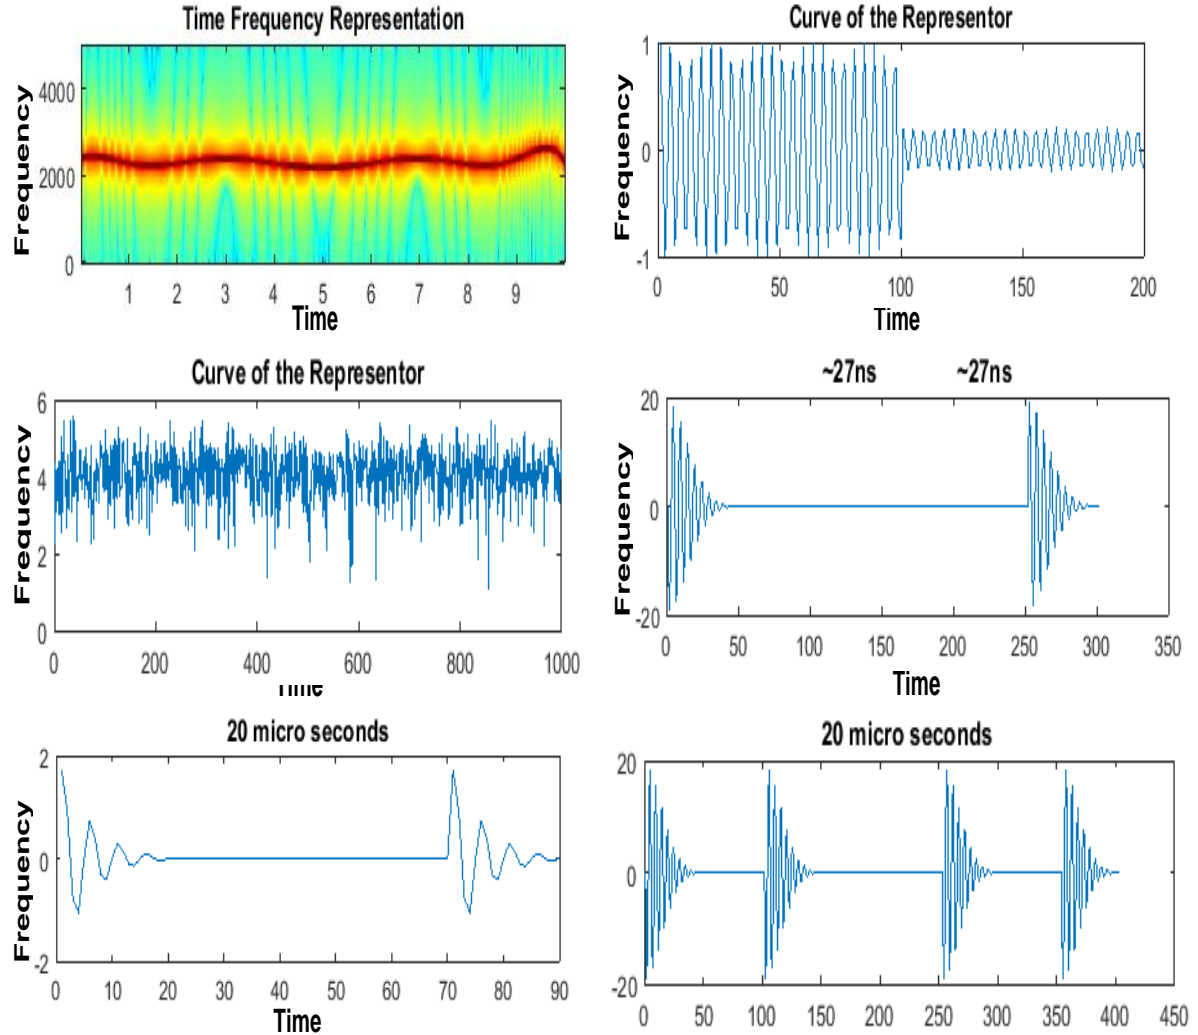 Time Frequency Representation
Frequency
4000
2000
0
1 2 3 4 5 6 7 8 9
Time
Curve of the Representor
Frequency
1
0
-1
0 50 100 150 200
Time
Curve of the Representor
Frequency
6
4
2
0
0 200 400 600 800 1000
Time
~27ns ~27ns
Frequency
20
0
-20
0 50 100 150 200 250 300 350
Time
20 micro seconds
Frequency
2
0
-2
0 10 20 30 40 50 60 70 80 90
Time
20 micro seconds
20
0
-20
0 50 100 150 200 250 300 350 400 450